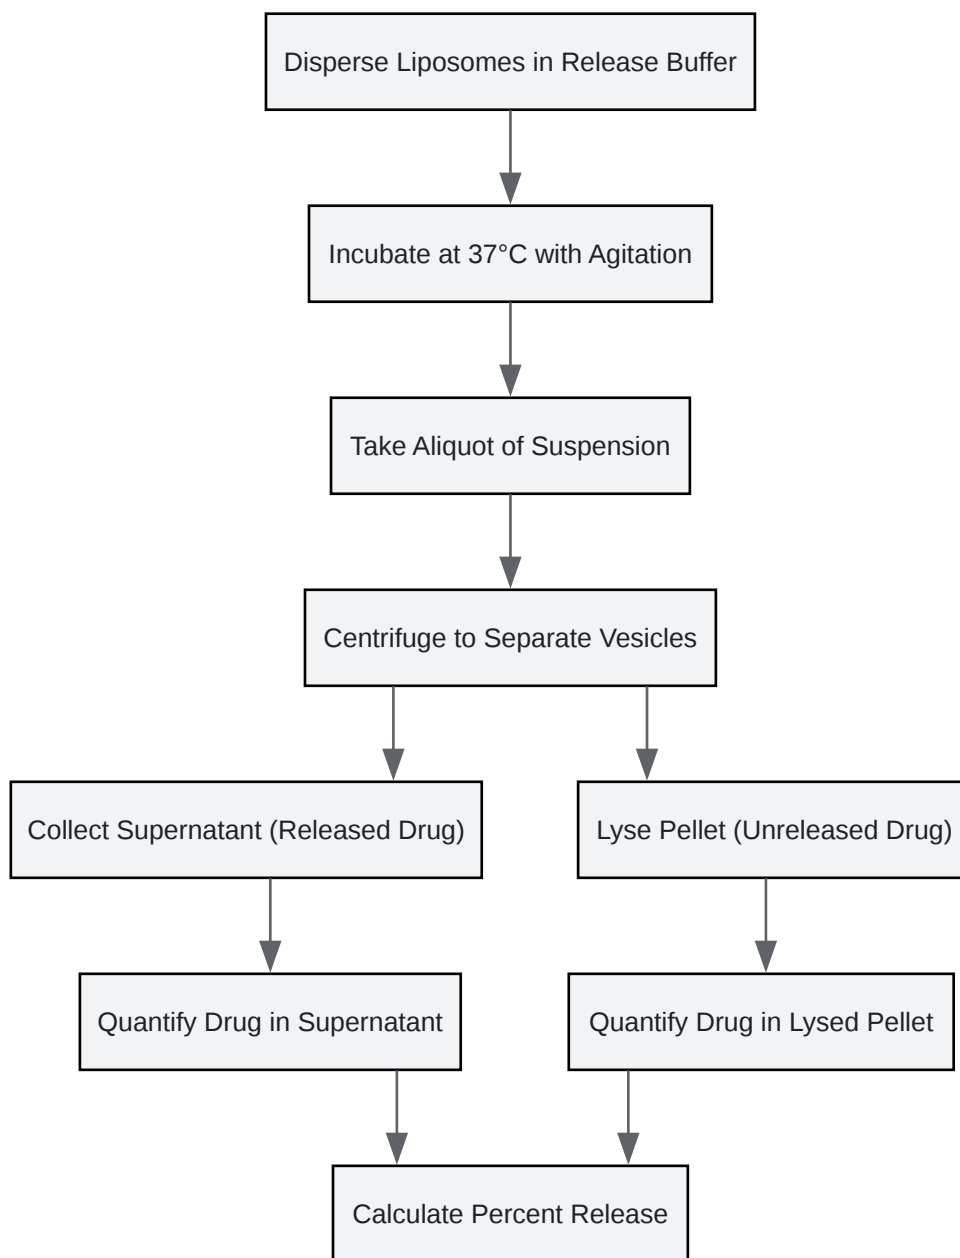 Disperse Liposomes in Release Buffer
Incubate at 37°C with Agitation
Take Aliquot of Suspension
Centrifuge to Separate Vesicles
Collect Supernatant (Released Drug)
Lyse Pellet (Unreleased Drug)
Quantify Drug in Supernatant
Quantify Drug in Lysed Pellet
Calculate Percent Release